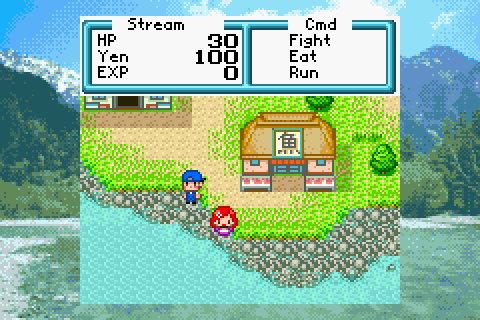 Stream
HP 30
Yen 100
EXP 0
Cmd
Fight
Eat
Run
魚